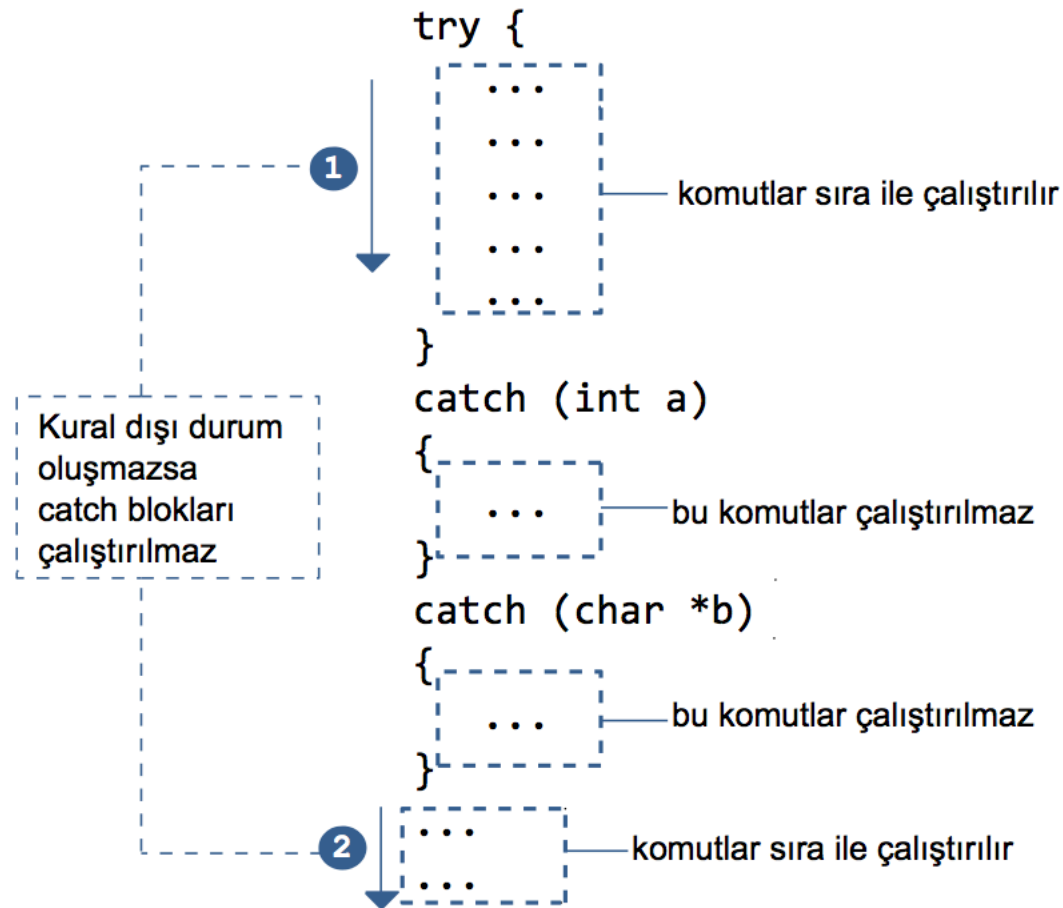 try {
...
...
1
... komutlar sıra ile çalıştırılır
...
...
}
catch (int a)
Kural dışı durum
oluşmazsa
catch blokları
çalıştırılmaz
{
... bu komutlar çalıştırılmaz
}
catch (char *b)
{
... bu komutlar çalıştırılmaz
}
...
2 komutlar sıra ile çalıştırılır
...